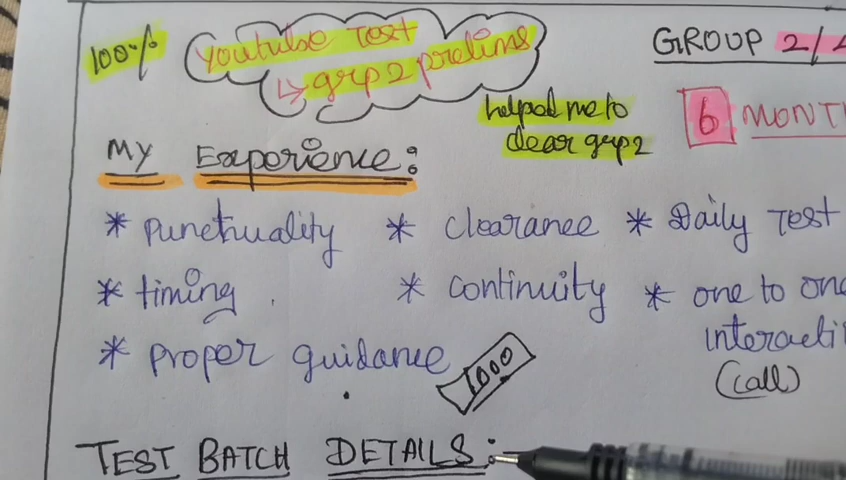 100% Youtube Test
↳ grp 2 prelims
helped me to
clear grp 2
GROUP 2/4
6 MONT
MY Experience:
* Punctuality * Clearance * Daily Test
* timing. * continuity * one to one
interacti
(call)
* proper guidance
1000
TEST BATCH DETAILS: